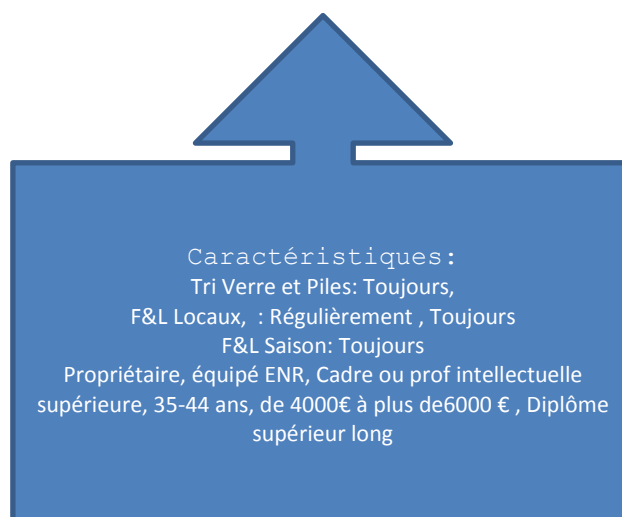 Caractéristiques:
Tri Verre et Piles: Toujours,
F&L Locaux, : Régulièrement , Toujours
F&L Saison: Toujours
Propriétaire, équipé ENR, Cadre ou prof intellectuelle
supérieure, 35-44 ans, de 4000€ à plus de6000 € , Diplôme
supérieur long